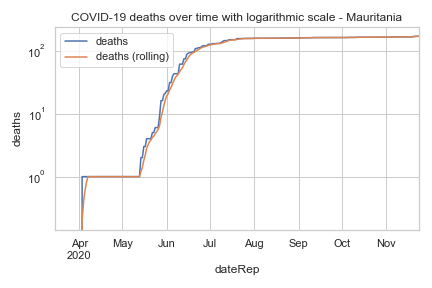 COVID-19 deaths over time with logarithmic scale - Mauritania
deaths
deaths (rolling)
10²
10¹
10⁰
deaths
Apr May Jun Jul Aug Sep Oct Nov
2020
dateRep